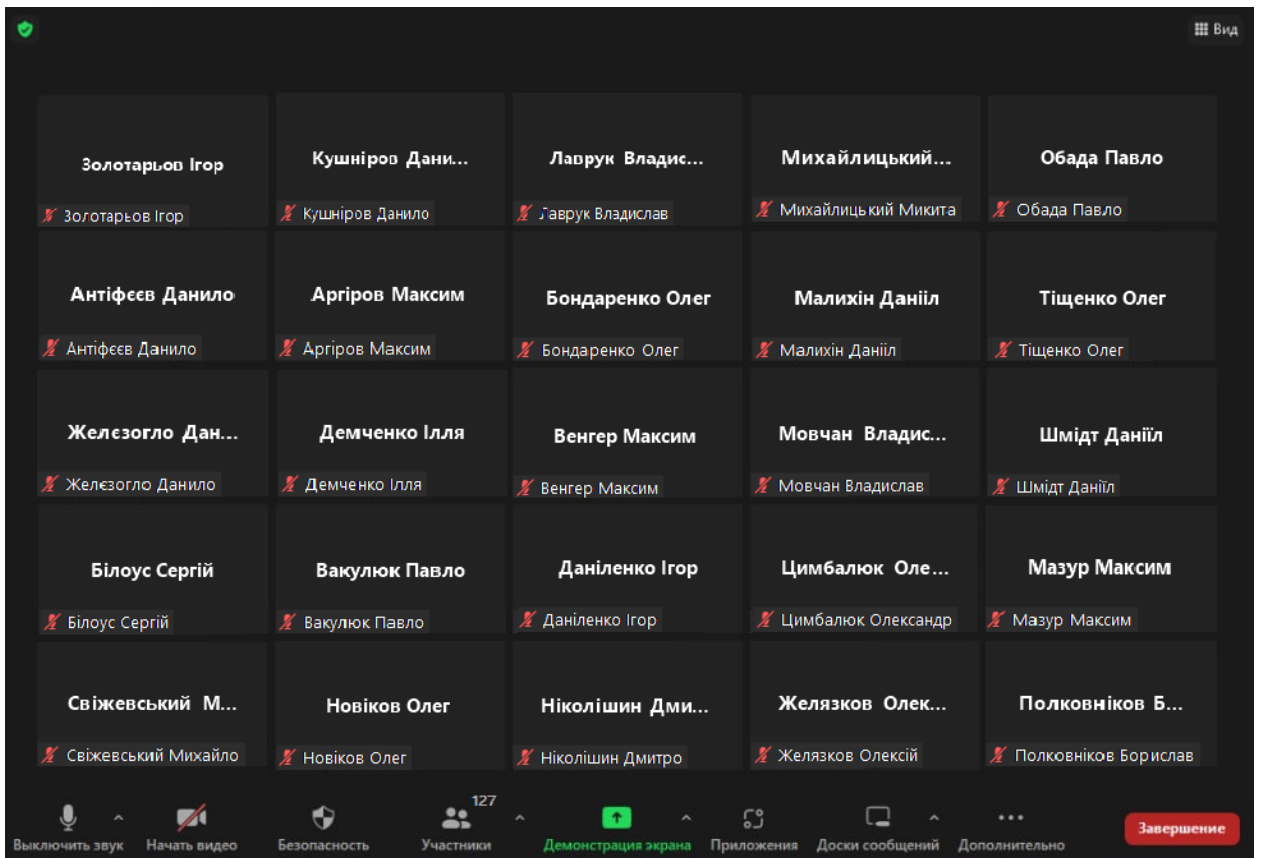 Вид
Золотарьов Ігор
Кушніров Дани...
Лаврук Владис...
Михайлицький...
Обада Павло
Золотарьов Ігор
Кушніров Данило
Лаврук Владислав
Михайлицький Микита
Обада Павло
Антіфєєв Данило
Аргіров Максим
Бондаренко Олег
Малихін Данііл
Тіщенко Олег
Антіфєєв Данило
Аргіров Максим
Бондаренко Олег
Малихін Данііл
Тіщенко Олег
Желєзогло Дан...
Демченко Ілля
Венгер Максим
Мовчан Владис...
Шмідт Даніїл
Желєзогло Данило
Демченко Ілля
Венгер Максим
Мовчан Владислав
Шмідт Даніїл
Білоус Сергій
Вакулюк Павло
Даніленко Ігор
Цимбалюк Оле...
Мазур Максим
Білоус Сергій
Вакулюк Павло
Даніленко Ігор
Цимбалюк Олександр
Мазур Максим
Свіжевський М...
Новіков Олег
Ніколішин Дми...
Желязков Олек...
Полковніков Б...
Свіжевський Михайло
Новіков Олег
Ніколішин Дмитро
Желязков Олексій
Полковніков Борислав
127
Выключить звук
Начать видео
Безопасность
Участники
Демонстрация экрана
Приложения
Доски сообщений
Дополнительно
Завершение